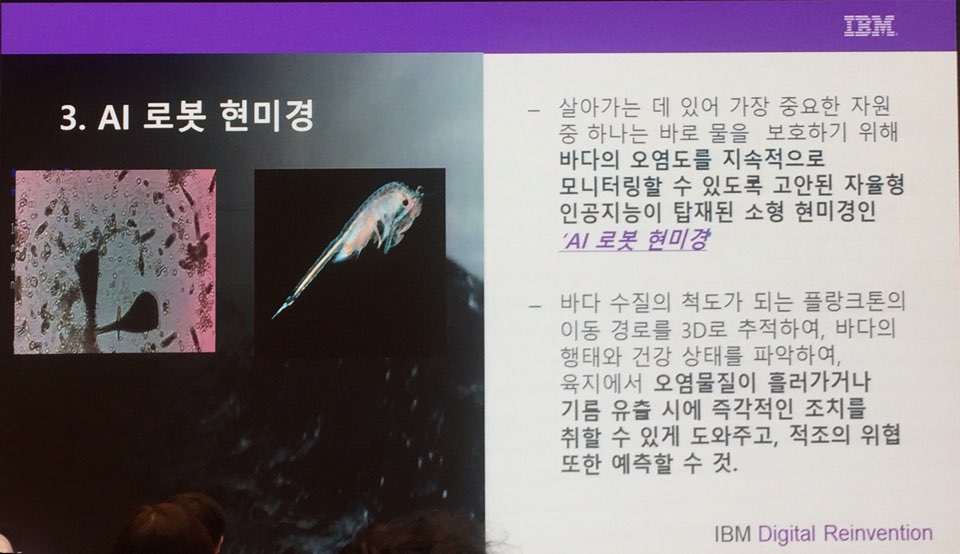 IBM
3. AI 로봇 현미경
– 살아가는 데 있어 가장 중요한 자원
중 하나는 바로 물을 보호하기 위해
바다의 오염도를 지속적으로
모니터링할 수 있도록 고안된 자율형
인공지능이 탑재된 소형 현미경인
‘AI 로봇 현미경
– 바다 수질의 척도가 되는 플랑크톤의
이동 경로를 3D로 추적하여, 바다의
행태와 건강 상태를 파악하여,
육지에서 오염물질이 흘러가거나
기름 유출 시에 즉각적인 조치를
취할 수 있게 도와주고, 적조의 위협
또한 예측할 수 것.
IBM Digital Reinvention